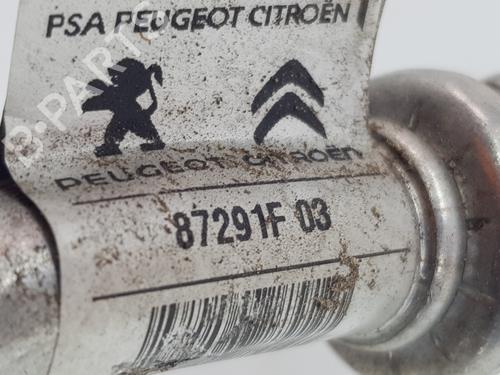 PSA PEUGEOT CITROËN
PEUGEOT CITROËN
87291F 03
B-PARTS